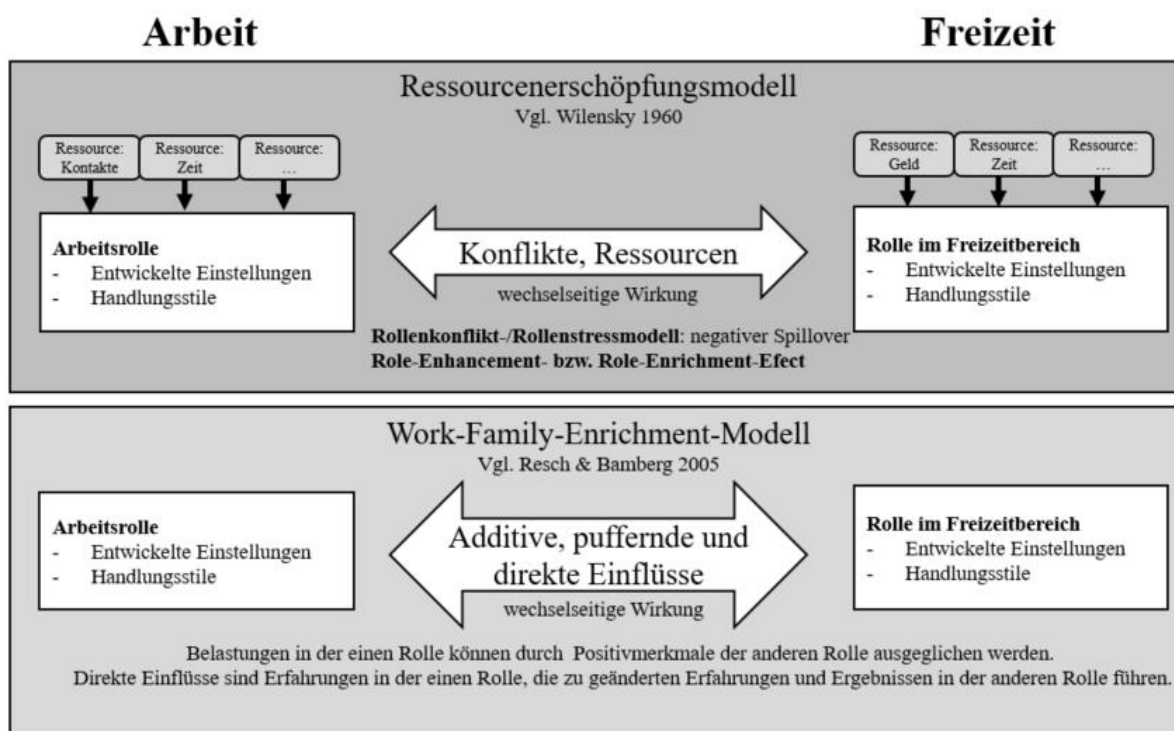 Arbeit
Freizeit
Ressourcenerschöpfungsmodell
Vgl. Wilensky 1960
Ressource:
Kontakte
Ressource:
Zeit
Ressource:
…
Ressource:
Geld
Ressource:
Zeit
Ressource:
…
Arbeitsrolle
- Entwickelte Einstellungen
- Handlungsstile
Konflikte, Ressourcen
wechselseitige Wirkung
Rolle im Freizeitbereich
- Entwickelte Einstellungen
- Handlungsstile
Rollenkonflikt-/Rollenstressmodell: negativer Spillover
Role-Enhancement- bzw. Role-Enrichment-Efect
Work-Family-Enrichment-Modell
Vgl. Resch & Bamberg 2005
Arbeitsrolle
- Entwickelte Einstellungen
- Handlungsstile
Additive, puffernde und
direkte Einflüsse
wechselseitige Wirkung
Rolle im Freizeitbereich
- Entwickelte Einstellungen
- Handlungsstile
Belastungen in der einen Rolle können durch Positivmerkmale der anderen Rolle ausgeglichen werden.
Direkte Einflüsse sind Erfahrungen in der einen Rolle, die zu geänderten Erfahrungen und Ergebnissen in der anderen Rolle führen.